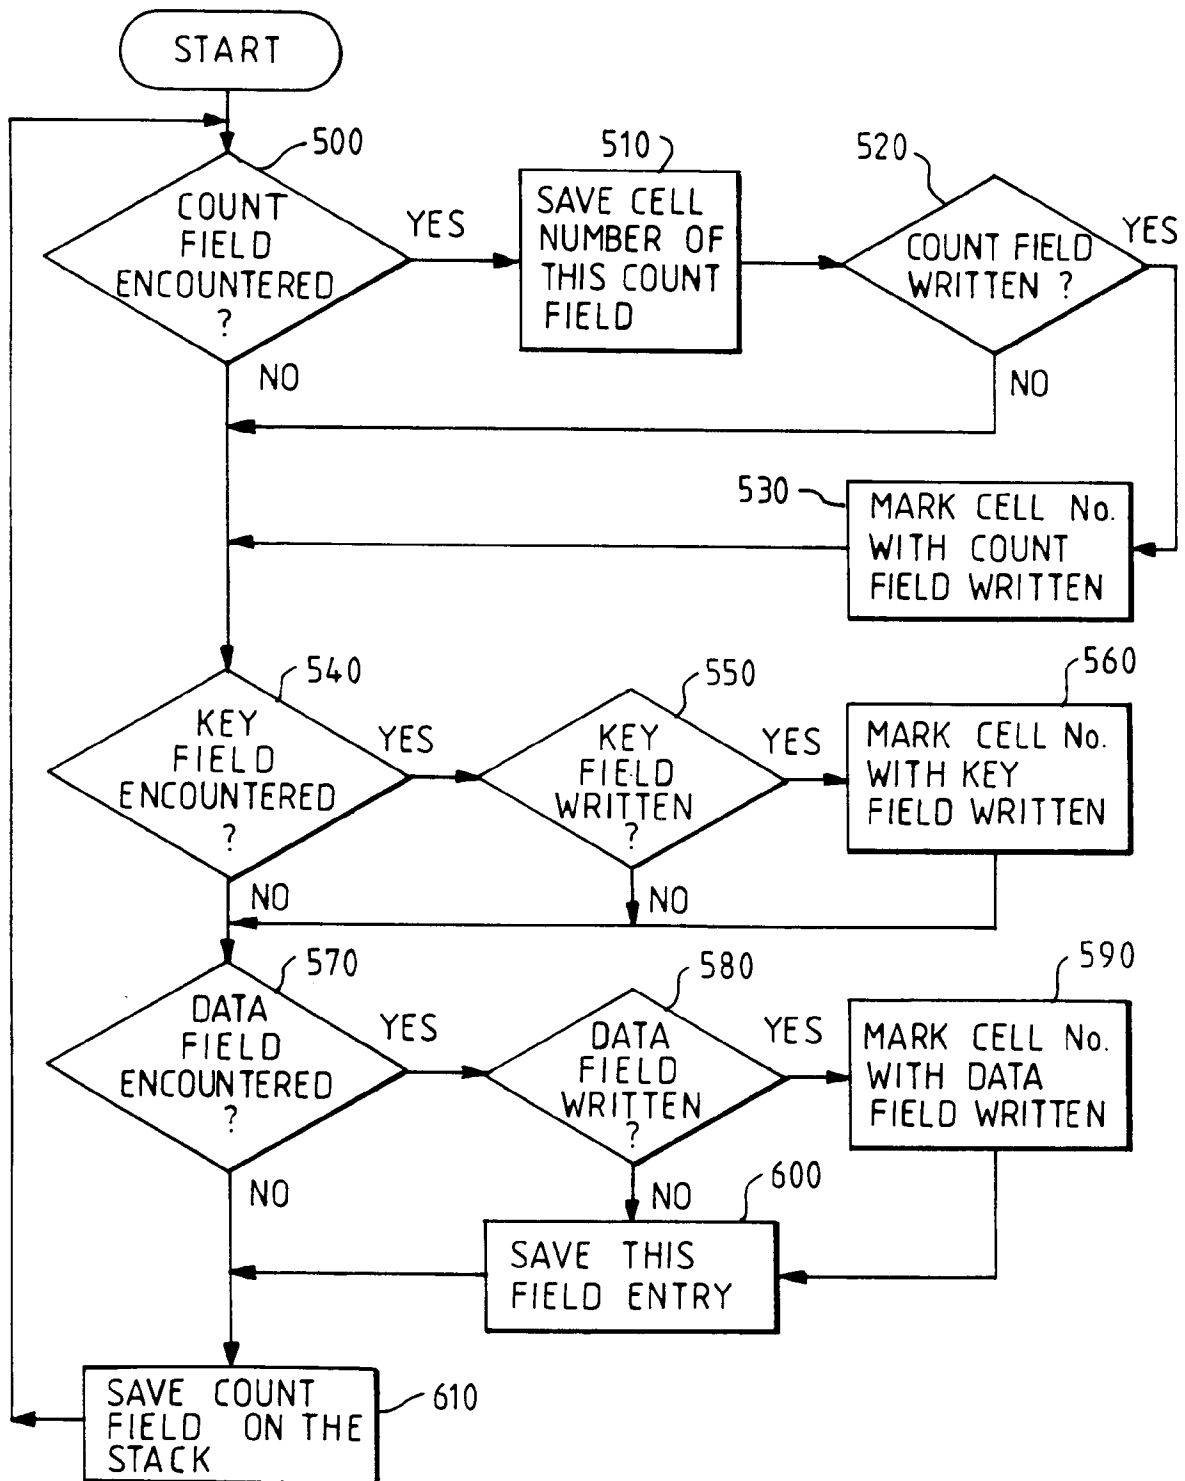 START
500
COUNT
FIELD
ENCOUNTERED
?
YES
NO
510
SAVE CELL
NUMBER OF
THIS COUNT
FIELD
520
COUNT FIELD
WRITTEN ?
YES
NO
530
MARK CELL No.
WITH COUNT
FIELD WRITTEN
540
KEY
FIELD
ENCOUNTERED
?
YES
NO
550
KEY
FIELD
WRITTEN
?
YES
NO
560
MARK CELL No.
WITH KEY
FIELD WRITTEN
570
DATA
FIELD
ENCOUNTERED
?
YES
NO
580
DATA
FIELD
WRITTEN
?
YES
NO
590
MARK CELL No.
WITH DATA
FIELD WRITTEN
600
SAVE THIS
FIELD ENTRY
610
SAVE COUNT
FIELD ON THE
STACK